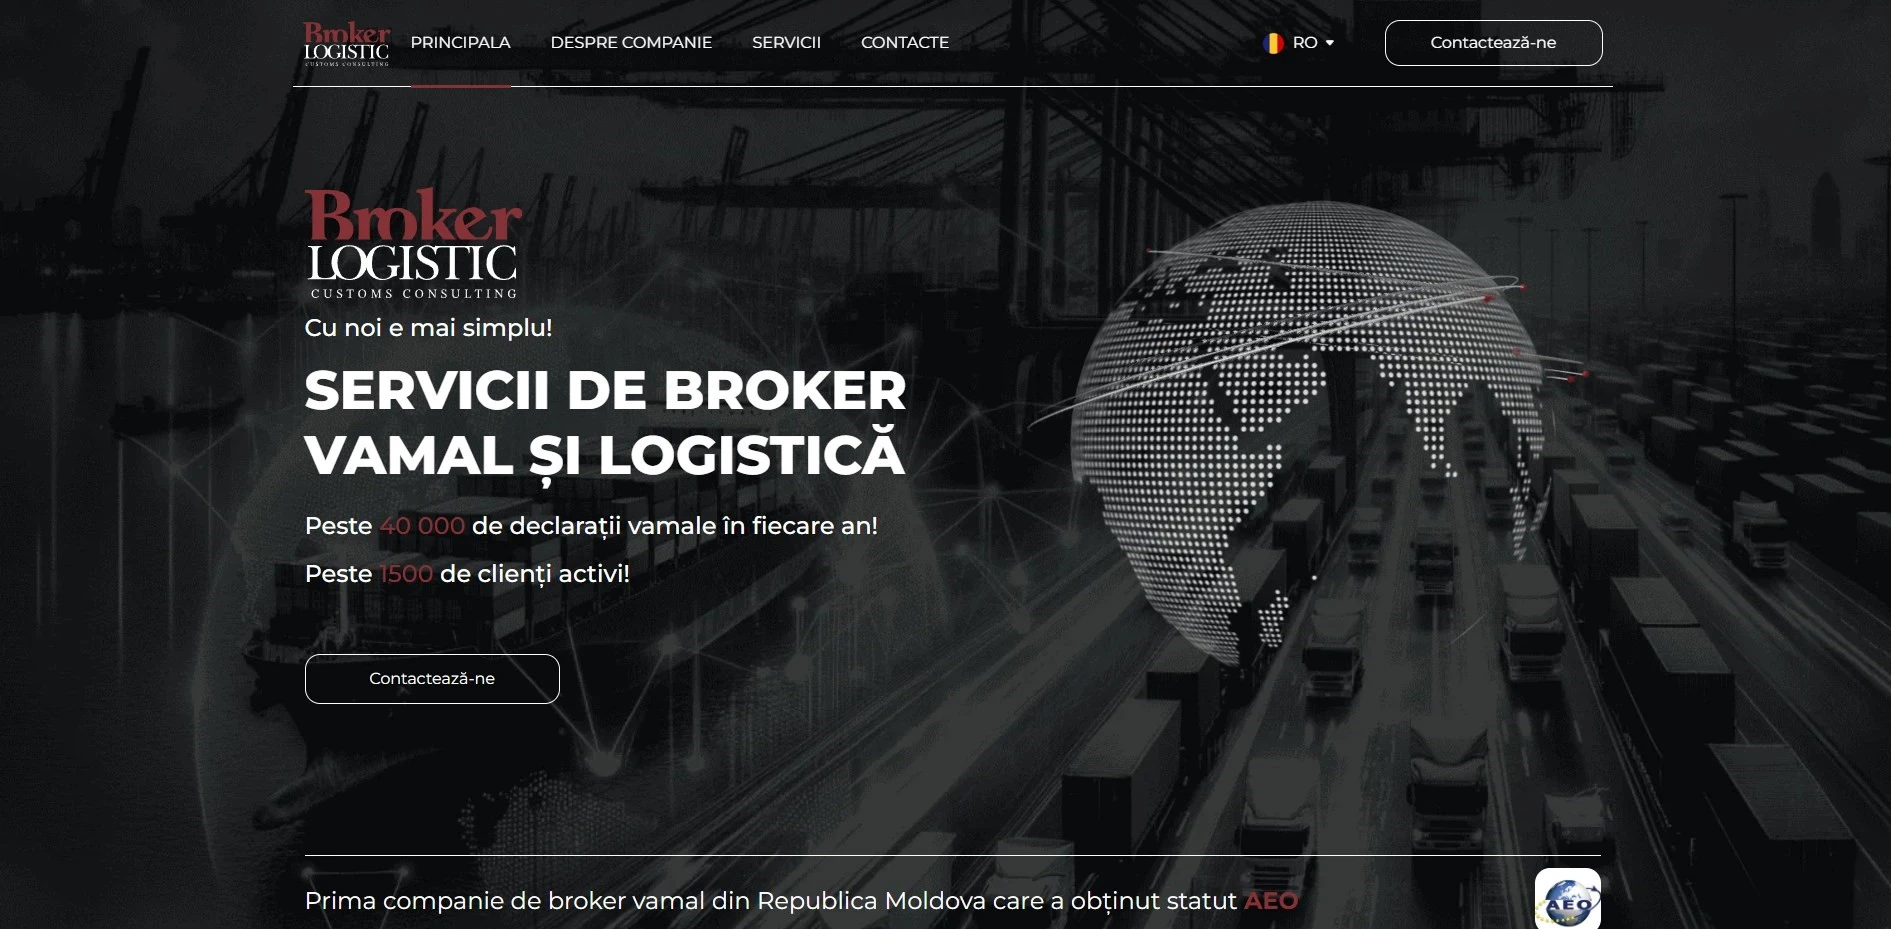 Broker
LOGISTIC
CUSTOMS CONSULTING
PRINCIPALA
DESPRE COMPANIE
SERVICII
CONTACTE
RO
Contactează-ne
Broker
LOGISTIC
CUSTOMS CONSULTING
Cu noi e mai simplu!
SERVICII DE BROKER
VAMAL ȘI LOGISTICĂ
Peste 40 000 de declarații vamale în fiecare an!
Peste 1500 de clienți activi!
Contactează-ne
Prima companie de broker vamal din Republica Moldova care a obținut statut AEO
AEO